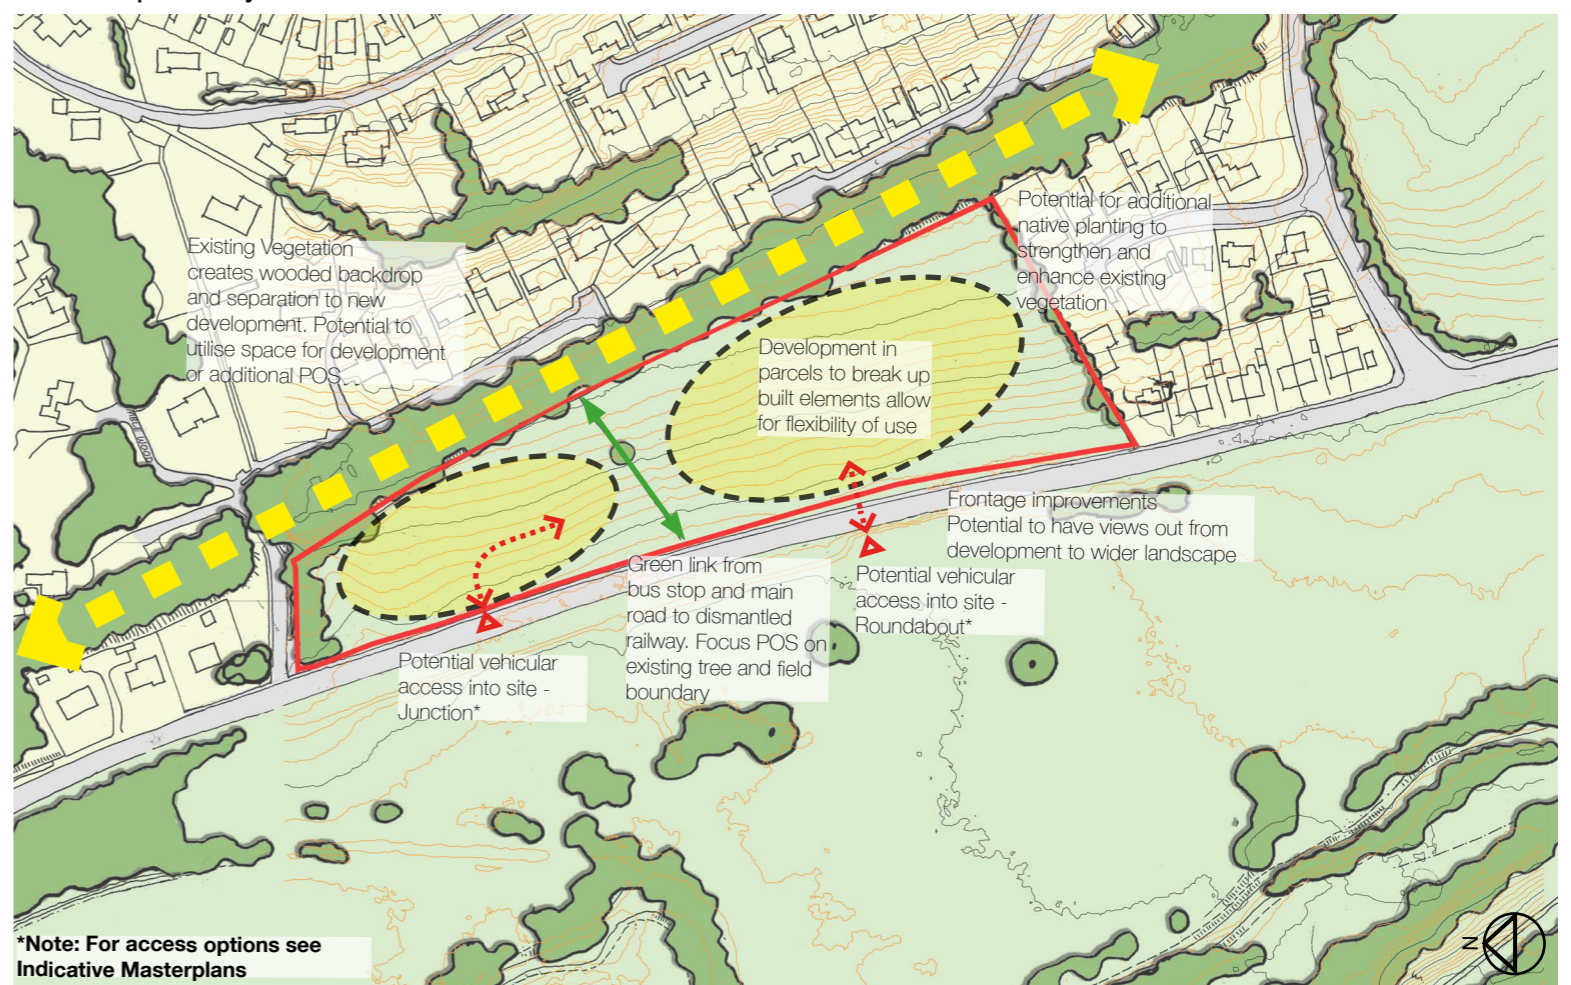 Existing Vegetation
creates wooded backdrop
and separation to new
development. Potential to
utilise space for development
or additional POS
Potential for additional
native planting to
strengthen and
enhance existing
vegetation
Development in
parcels to break up
built elements allow
for flexibility of use
Frontage improvements
Potential to have views out from
development to wider landscape
Green link from
bus stop and main
road to dismantled
railway. Focus POS on
existing tree and field
boundary
Potential vehicular
access into site -
Roundabout*
Potential vehicular
access into site -
Junction*
*Note: For access options see
Indicative Masterplans
N